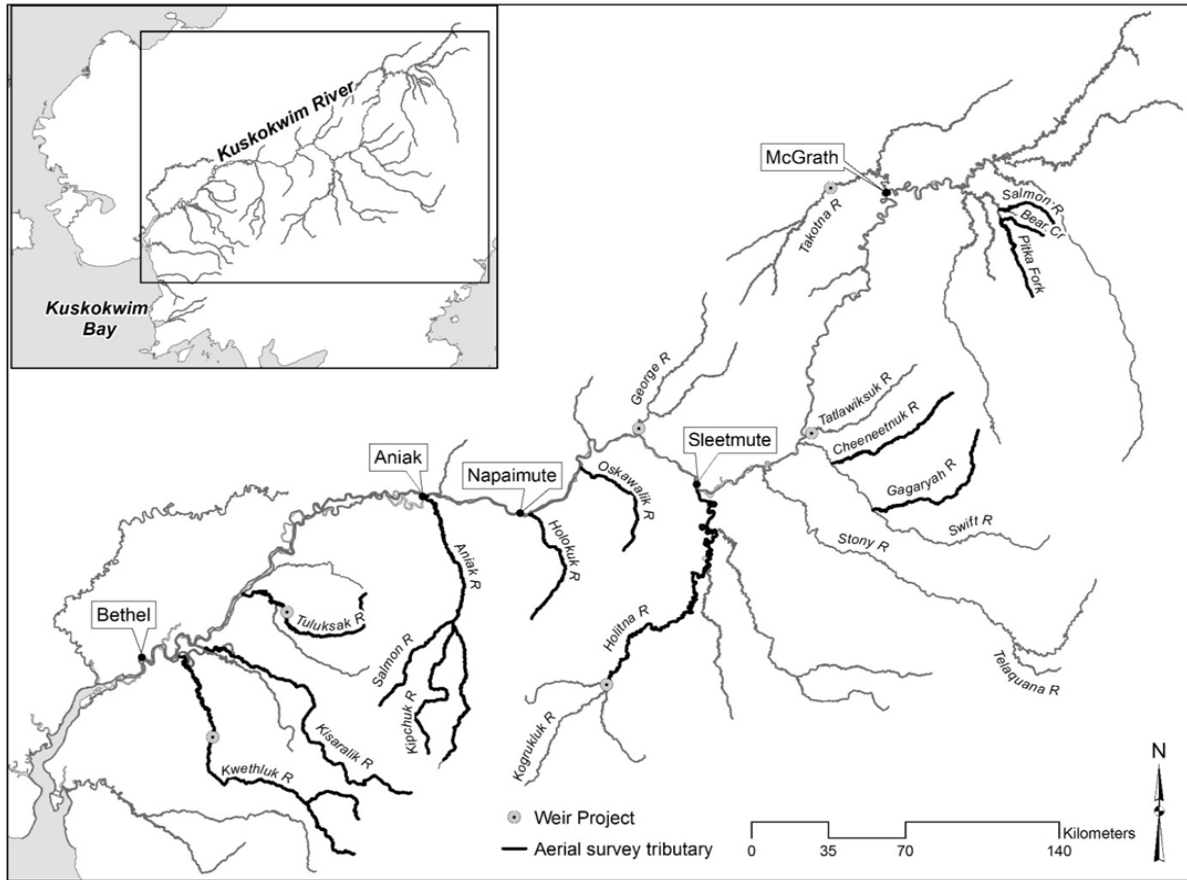 Kuskokwim River
Kuskokwim
Bay
McGrath
Takotna R
Salmon R
Bear Cr
Pitka Fork
George R
Tatlawiksuk R
Cheeneetnuk R
Gagaryah R
Swift R
Stony R
Telaquana R
Sleetmute
Aniak
Napaimute
Oskawalik R
Holokuk R
Aniak R
Holitna R
Bethel
Tuluksak R
Salmon R
Kipchuk R
Kogrukluk R
Kisaralik R
Kwethluk R
Weir Project
Aerial survey tributary
N
Kilometers
0 35 70 140